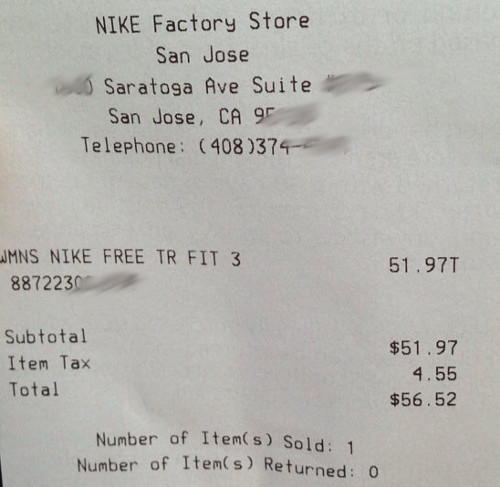 NIKE Factory Store
San Jose
Saratoga Ave Suite
San Jose, CA 95
Telephone: (408)374-
WMNS NIKE FREE TR FIT 3 51.97T
8872230
Subtotal $51.97
Item Tax 4.55
Total $56.52
Number of Item(s) Sold: 1
Number of Item(s) Returned: 0